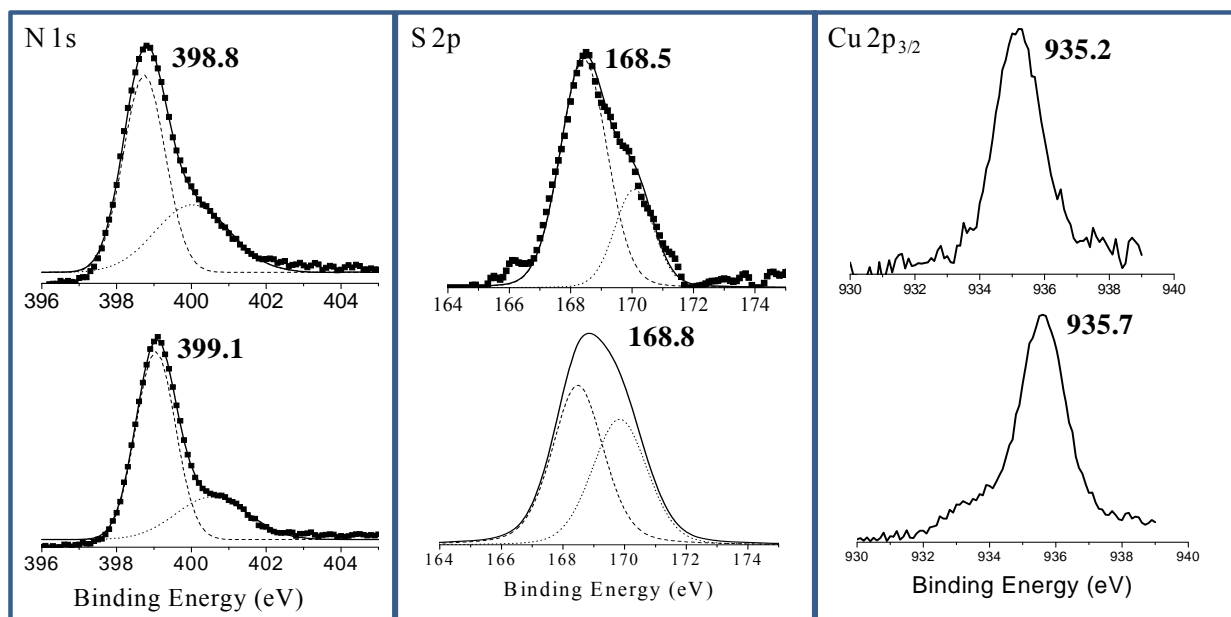 N 1s
398.8
396 398 400 402 404
399.1
396 398 400 402 404
Binding Energy (eV)
S 2p
168.5
164 166 168 170 172 174
168.8
164 166 168 170 172 174
Binding Energy (eV)
Cu 2p3/2
935.2
930 932 934 936 938 940
935.7
930 932 934 936 938 940
Binding Energy (eV)